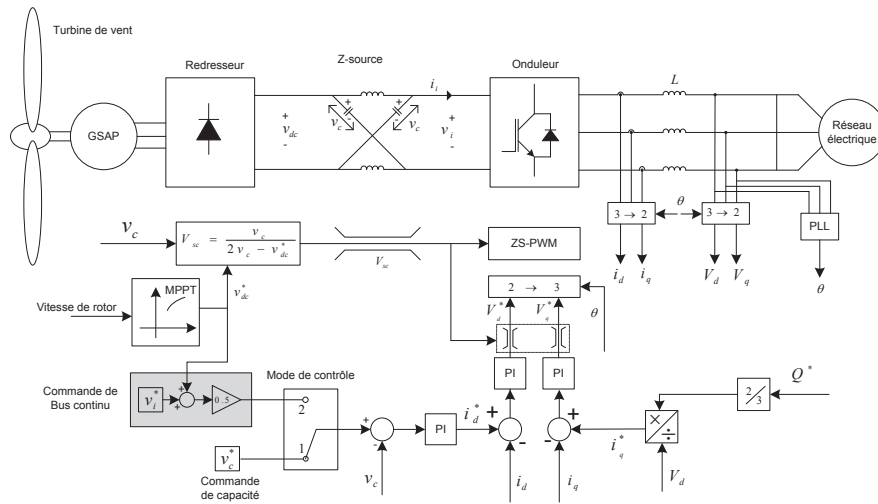 Turbine de vent
Redresseur
Z-source
Onduleur
i_i
L
GSAP
+
v_dc
-
v_c
+
-
+
-
v_c
+
v_i
-
Réseau
électrique
3 → 2
θ
3 → 2
PLL
i_d
i_q
V_d
V_q
θ
v_c
V_sc = v_c / (2 v_c - v*_dc)
V_sc
ZS-PWM
2 → 3
MPPT
v*_dc
Vitesse de rotor
V*_d
V*_q
θ
PI
PI
Commande de
Bus continu
v*_i
+
+
0..5
Mode de contrôle
2
1
v*_c
Commande
de capacité
+
-
v_c
PI
i*_d
+
-
i_d
+
-
i_q
i*_q
×
÷
V_d
2/3
Q*